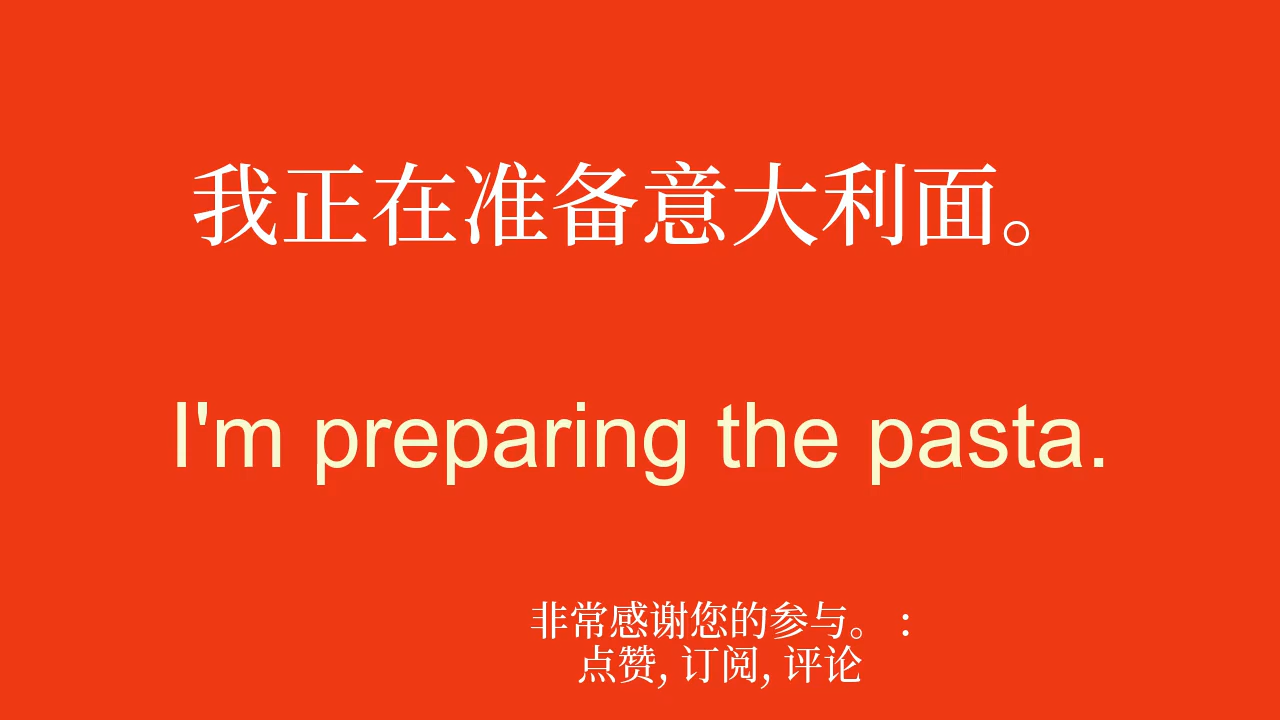 我正在准备意大利面。
I'm preparing the pasta.
非常感谢您的参与。 :
点赞, 订阅, 评论